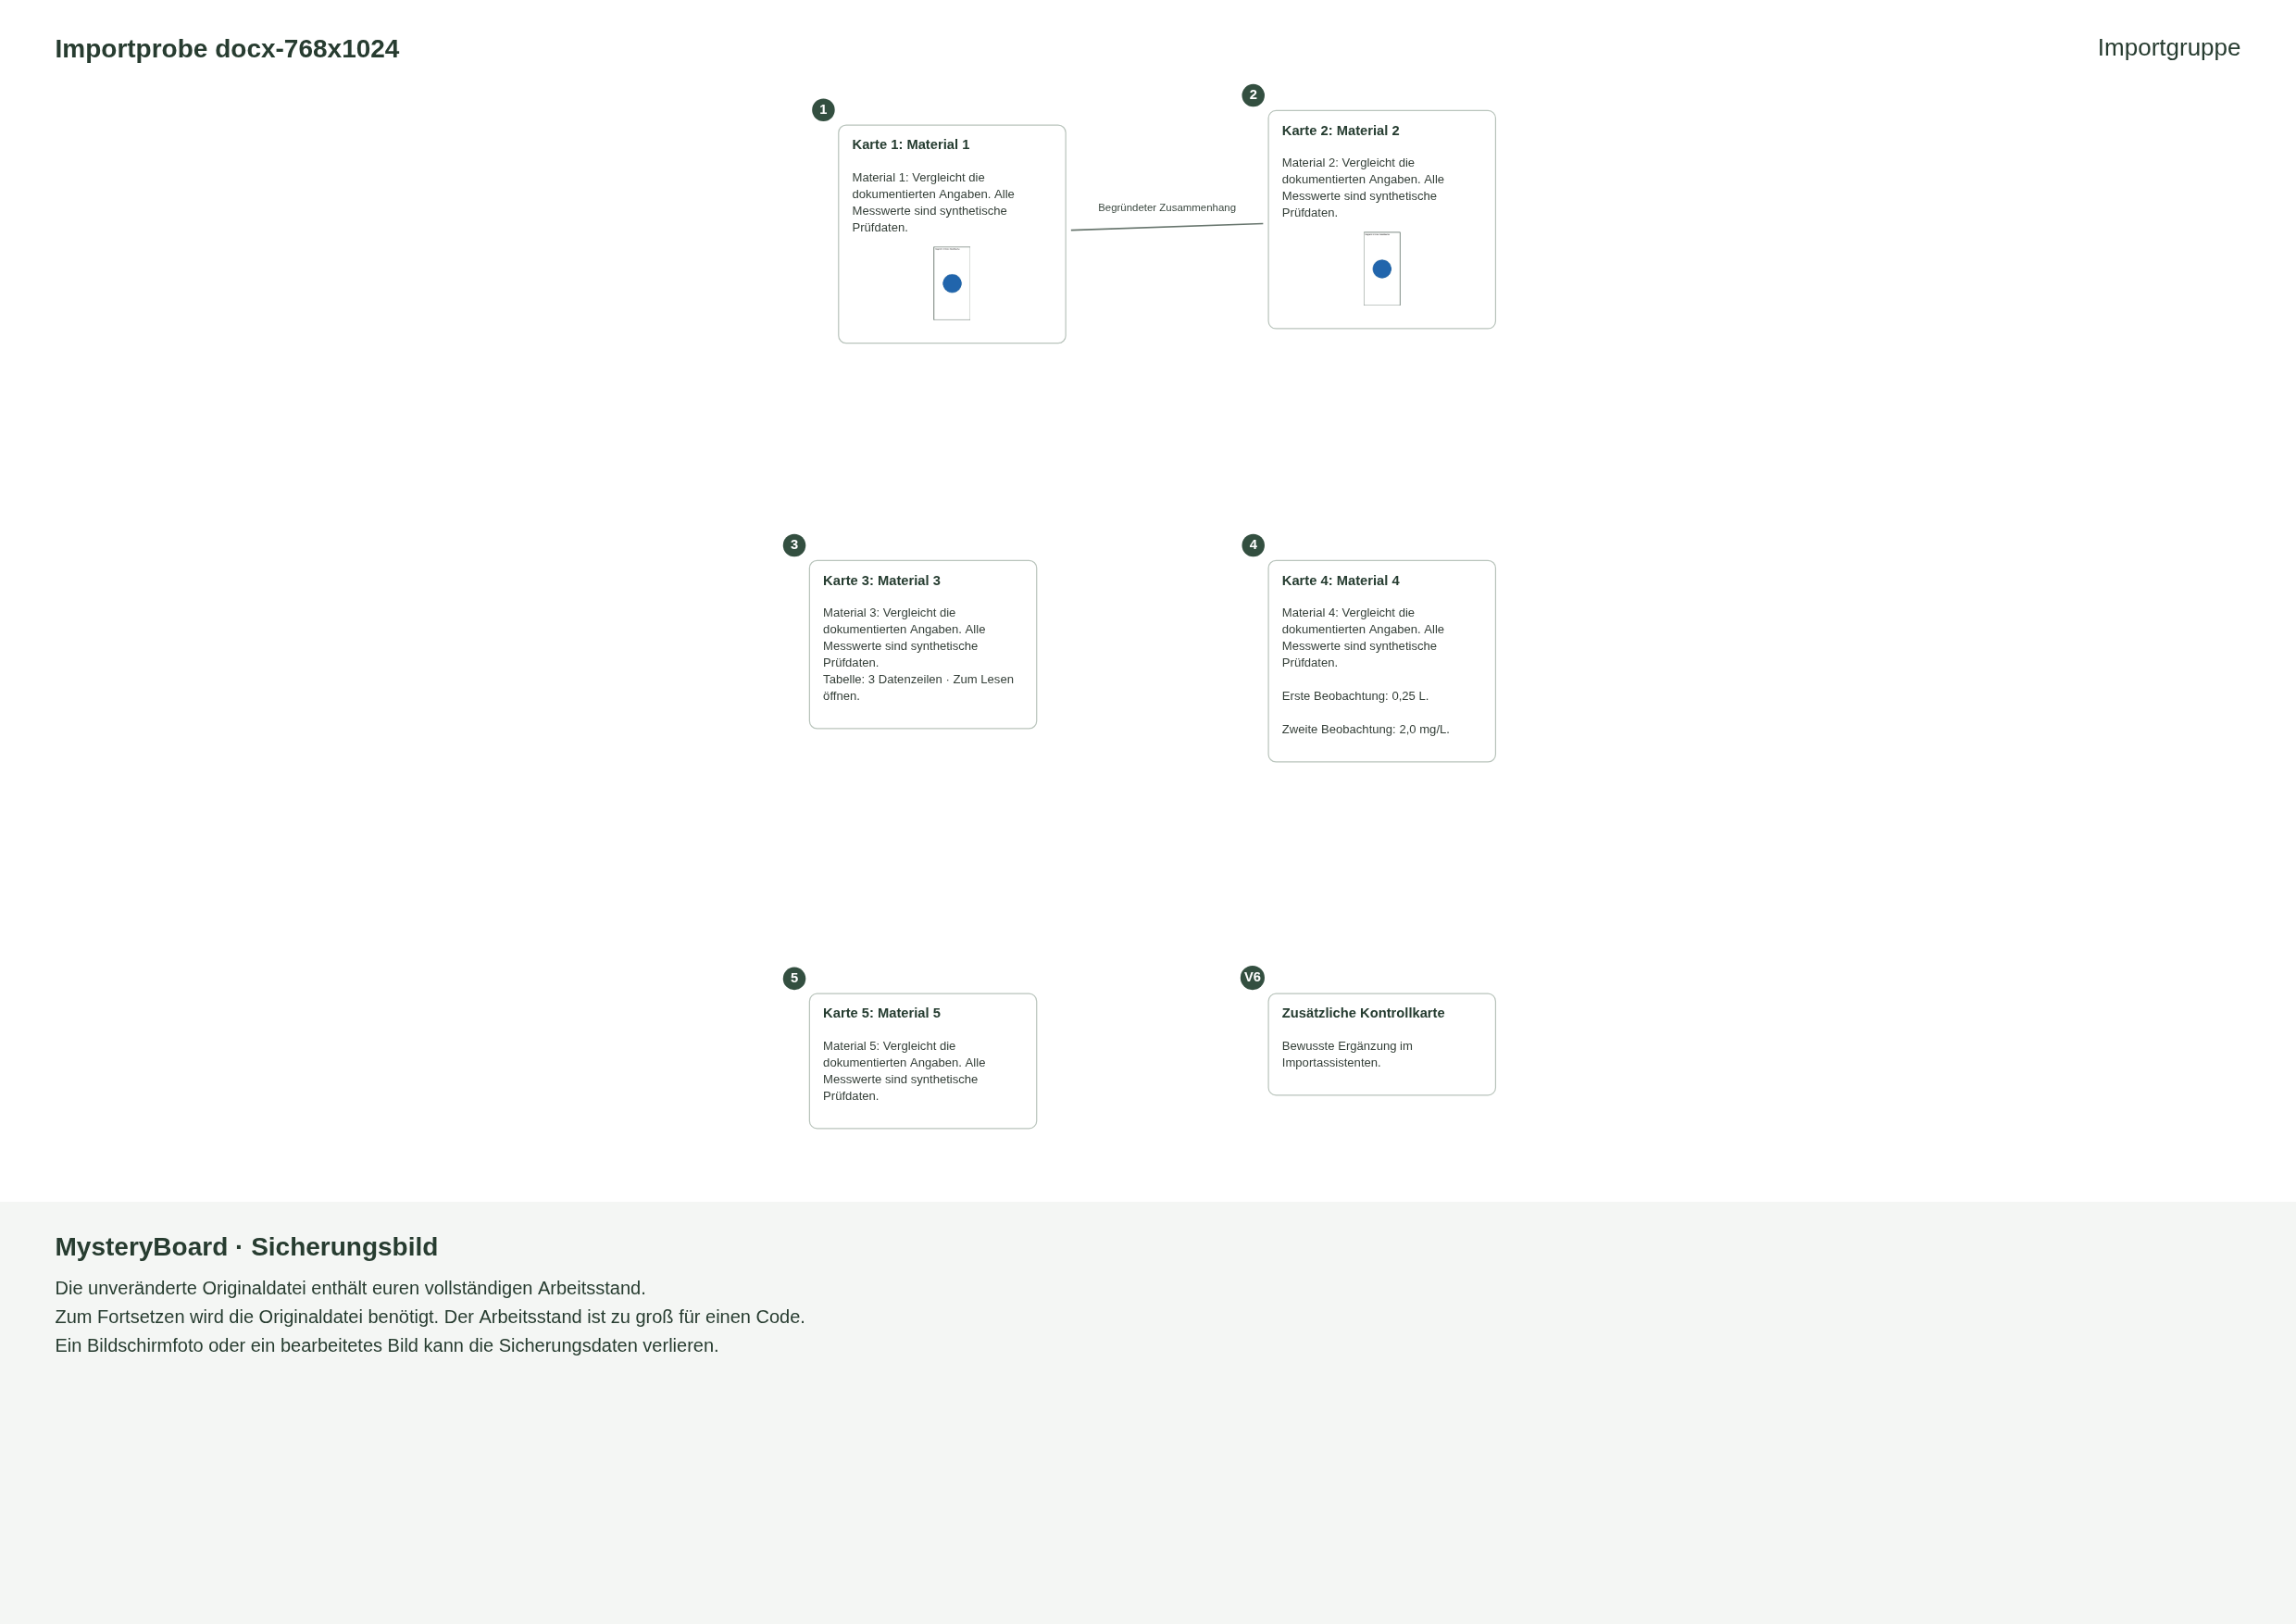 Importprobe docx-768x1024
Importgruppe
1
Karte 1: Material 1
Material 1: Vergleicht die
dokumentierten Angaben. Alle
Messwerte sind synthetische
Prüfdaten.
Begründeter Zusammenhang
2
Karte 2: Material 2
Material 2: Vergleicht die
dokumentierten Angaben. Alle
Messwerte sind synthetische
Prüfdaten.
3
Karte 3: Material 3
Material 3: Vergleicht die
dokumentierten Angaben. Alle
Messwerte sind synthetische
Prüfdaten.
Tabelle: 3 Datenzeilen · Zum Lesen
öffnen.
4
Karte 4: Material 4
Material 4: Vergleicht die
dokumentierten Angaben. Alle
Messwerte sind synthetische
Prüfdaten.
Erste Beobachtung: 0,25 L.
Zweite Beobachtung: 2,0 mg/L.
5
Karte 5: Material 5
Material 5: Vergleicht die
dokumentierten Angaben. Alle
Messwerte sind synthetische
Prüfdaten.
V6
Zusätzliche Kontrollkarte
Bewusste Ergänzung im
Importassistenten.
MysteryBoard · Sicherungsbild
Die unveränderte Originaldatei enthält euren vollständigen Arbeitsstand.
Zum Fortsetzen wird die Originaldatei benötigt. Der Arbeitsstand ist zu groß für einen Code.
Ein Bildschirmfoto oder ein bearbeitetes Bild kann die Sicherungsdaten verlieren.